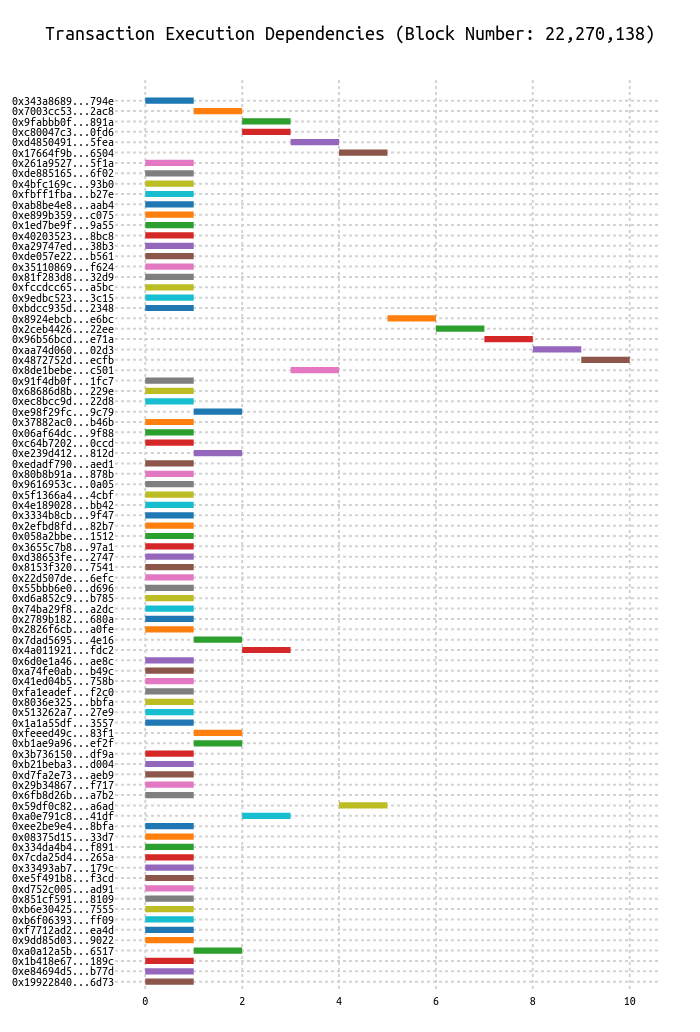 Transaction Execution Dependencies (Block Number: 22,270,138)
0x343a8689...794e
0x7003cc53...2ac8
0x9fabbb0f...891a
0xc80047c3...0fd6
0xd4850491...5fea
0x17664f9b...6504
0x261a9527...5f1a
0xde885165...6f02
0x4bfc169c...93b0
0xfbff1fba...b27e
0xab8be4e8...aab4
0xe899b359...c075
0x1ed7be9f...9a55
0x40203523...8bc8
0xa29747ed...38b3
0xde057e22...b561
0x35110869...f624
0x81f283d8...32d9
0xfccdcc65...a5bc
0x9edbc523...3c15
0xbdcc935d...2348
0x8924ebcb...e6bc
0x2ceb4426...22ee
0x96b56bcd...e71a
0xaa74d060...02d3
0x4872752d...ecfb
0x8de1bebe...c501
0x91f4db0f...1fc7
0x68686d8b...229e
0xec8bcc9d...22d8
0xe98f29fc...9c79
0x37882ac0...b46b
0x06af64dc...9f88
0xc64b7202...0ccd
0xe239d412...812d
0xedadf790...aed1
0x80b8b91a...878b
0x9616953c...0a05
0x5f1366a4...4cbf
0x4e189028...bb42
0x3334b8cb...9f47
0x2efbd8fd...82b7
0x058a2bbe...1512
0x3655c7b8...97a1
0xd38653fe...2747
0x8153f320...7541
0x22d507de...6efc
0x55bbb6e0...d696
0xd6a852c9...b785
0x74ba29f8...a2dc
0x2789b182...680a
0x2826f6cb...a0fe
0x7dad5695...4e16
0x4a011921...fdc2
0x6d0e1a46...ae8c
0xa74fe0ab...b49c
0x41ed04b5...758b
0xfa1eadef...f2c0
0x8036e325...bbfa
0x513262a7...27e9
0x1a1a55df...3557
0xfeeed49c...83f1
0xb1ae9a96...ef2f
0x3b736150...df9a
0xb21beba3...d004
0xd7fa2e73...aeb9
0x29b34867...f717
0x6fb8d26b...a7b2
0x59df0c82...a6ad
0xa0e791c8...41df
0xee2be9e4...8bfa
0x08375d15...33d7
0x334da4b4...f891
0x7cda25d4...265a
0x33493ab7...179c
0xe5f491b8...f3cd
0xd752c005...ad91
0x851cf591...8109
0xb6e30425...7555
0xb6f06393...ff09
0xf7712ad2...ea4d
0x9dd85d03...9022
0xa0a12a5b...6517
0x1b418e67...189c
0xe84694d5...b77d
0x19922840...6d73
0 2 4 6 8 10